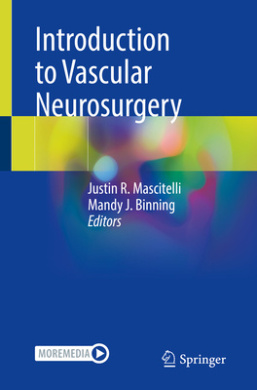 Introduction
to Vascular
Neurosurgery
Justin R. Mascitelli
Mandy J. Binning
Editors
MOREMEDIA
Springer